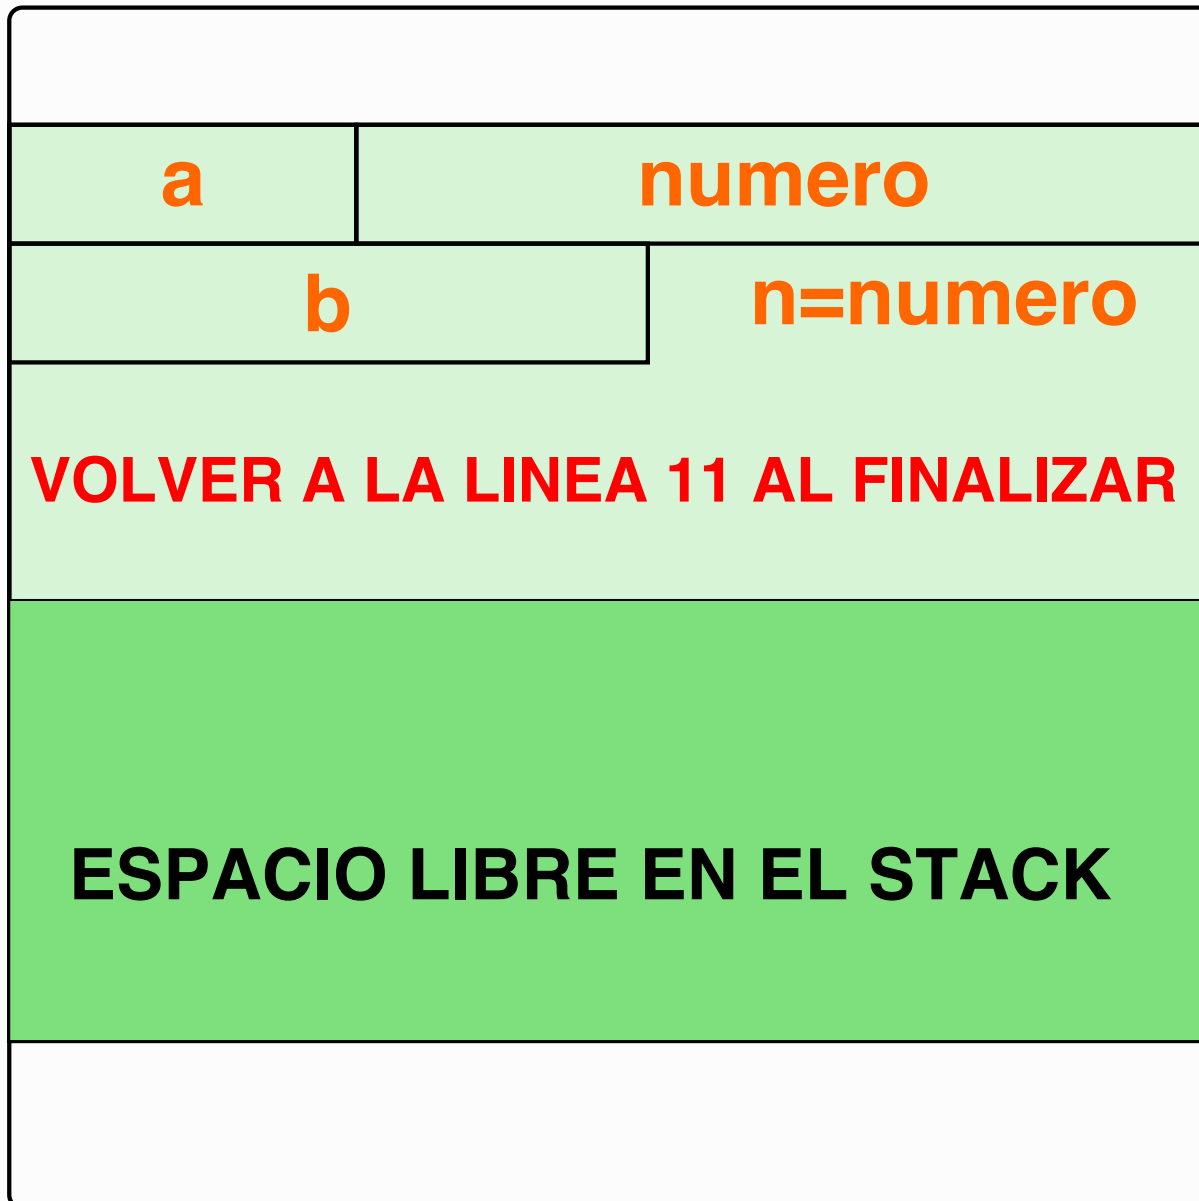 a numero
b n=numero
VOLVER A LA LINEA 11 AL FINALIZAR
ESPACIO LIBRE EN EL STACK